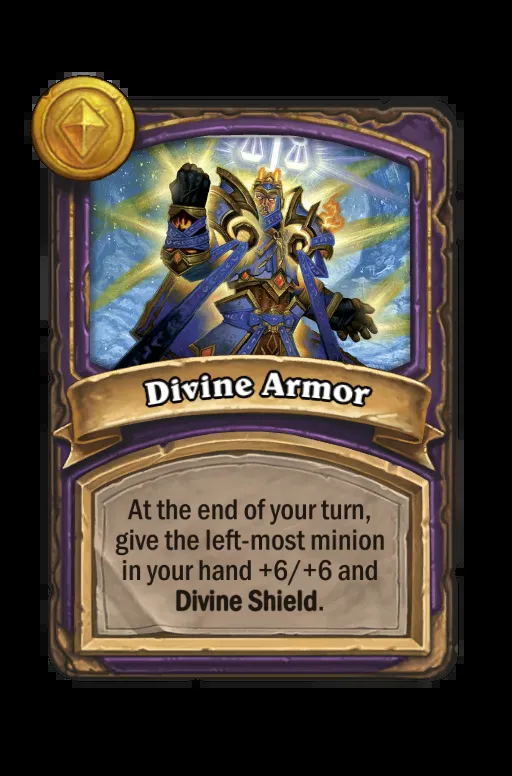 Divine Armor
At the end of your turn,
give the left-most minion
in your hand +6/+6 and
Divine Shield.